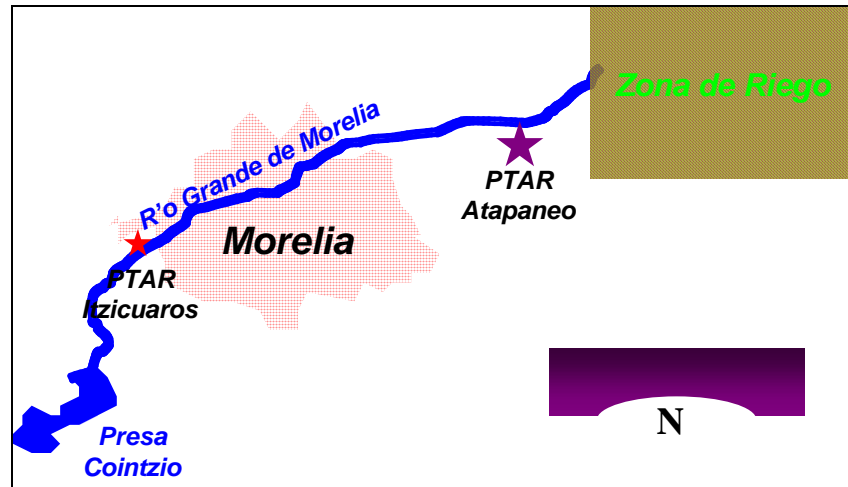 Zona de Riego
R'o Grande de Morelia
PTAR
Atapaneo
Morelia
PTAR
Itzicuaros
Presa
Cointzio
N